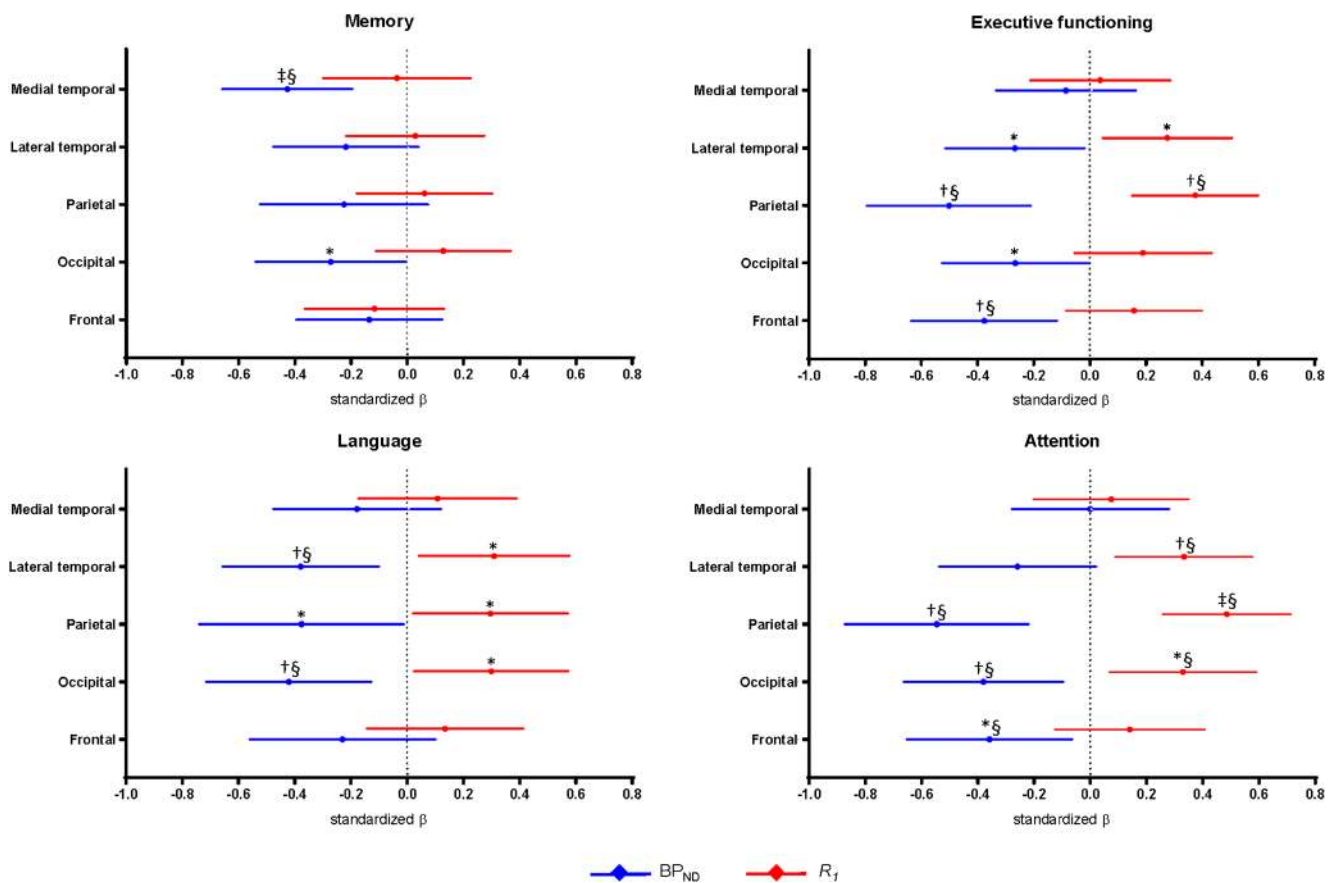 Memory
‡§
Medial temporal
Lateral temporal
Parietal
*
Occipital
Frontal
-1.0 -0.8 -0.6 -0.4 -0.2 0.0 0.2 0.4 0.6 0.8
standardized β
Executive functioning
Medial temporal
* *
Lateral temporal
†§ †§
Parietal
*
Occipital
†§
Frontal
-1.0 -0.8 -0.6 -0.4 -0.2 0.0 0.2 0.4 0.6 0.8
standardized β
Language
Medial temporal
†§ *
Lateral temporal
* *
Parietal
†§ *
Occipital
Frontal
-1.0 -0.8 -0.6 -0.4 -0.2 0.0 0.2 0.4 0.6 0.8
standardized β
Attention
Medial temporal
†§
Lateral temporal
†§ ‡§
Parietal
†§ *§
Occipital
*§
Frontal
-1.0 -0.8 -0.6 -0.4 -0.2 0.0 0.2 0.4 0.6 0.8
standardized β
BPND R1